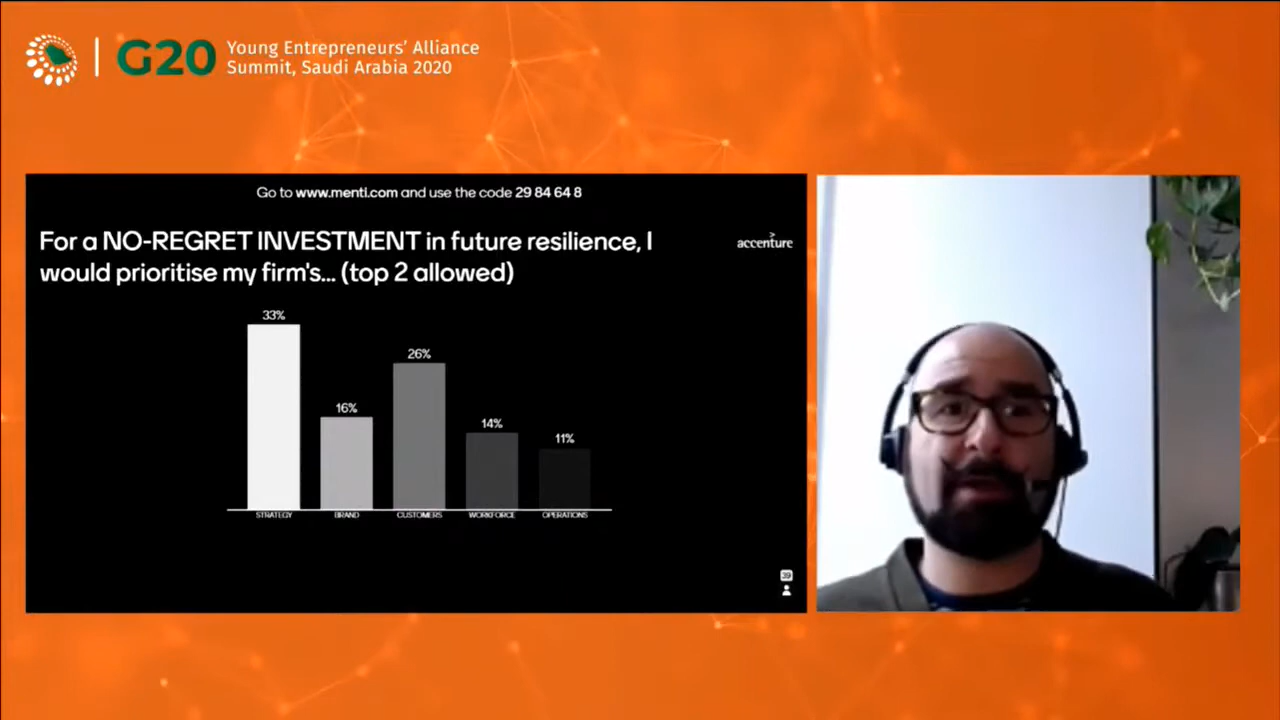 G20
Young Entrepreneurs' Alliance
Summit, Saudi Arabia 2020
Go to www.menti.com and use the code 29 84 64 8
For a NO-REGRET INVESTMENT in future resilience, I
would prioritise my firm's... (top 2 allowed)
accenture
33%
16%
26%
14%
11%
STRATEGY
BRAND
CUSTOMERS
WORKFORCE
OPERATIONS
39